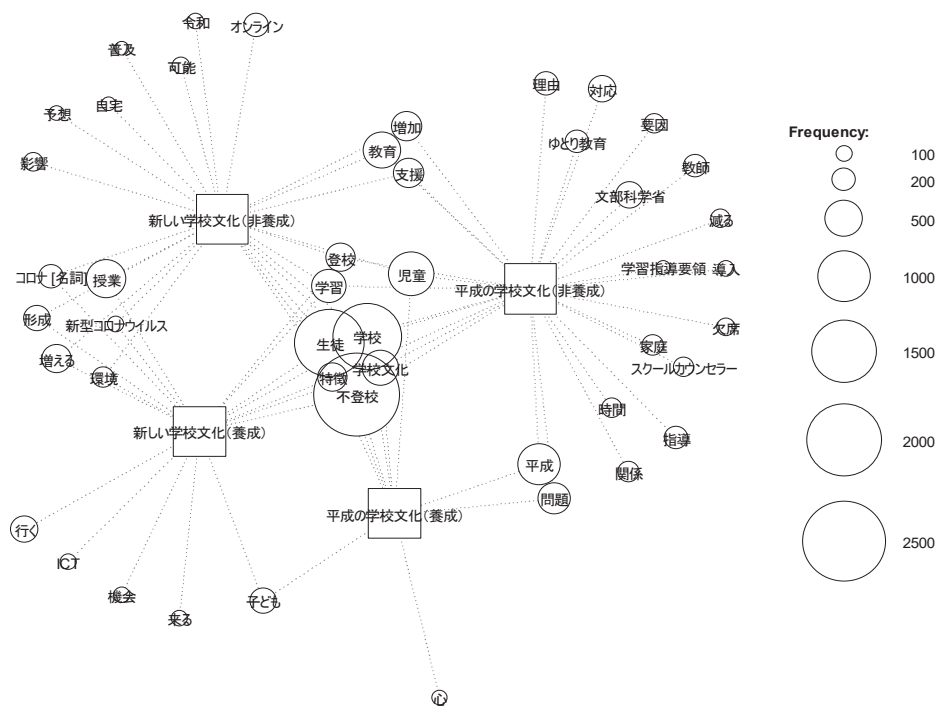 令和
オンライン
普及
可能
予想
自宅
影響
増加
教育
支援
理由
対応
ゆとり教育
要因
教師
文部科学省
減る
学習指導要領
導入
新しい学校文化(非養成)
平成の学校文化(非養成)
コロナ [名詞]
授業
登校
学習
児童
形成
新型コロナウイルス
増える
環境
生徒
学校
学校文化
特徴
不登校
欠席
家庭
スクールカウンセラー
時間
指導
関係
新しい学校文化(養成)
平成
問題
平成の学校文化(養成)
行く
ICT
機会
来る
子ども
心
Frequency:
100
200
500
1000
1500
2000
2500